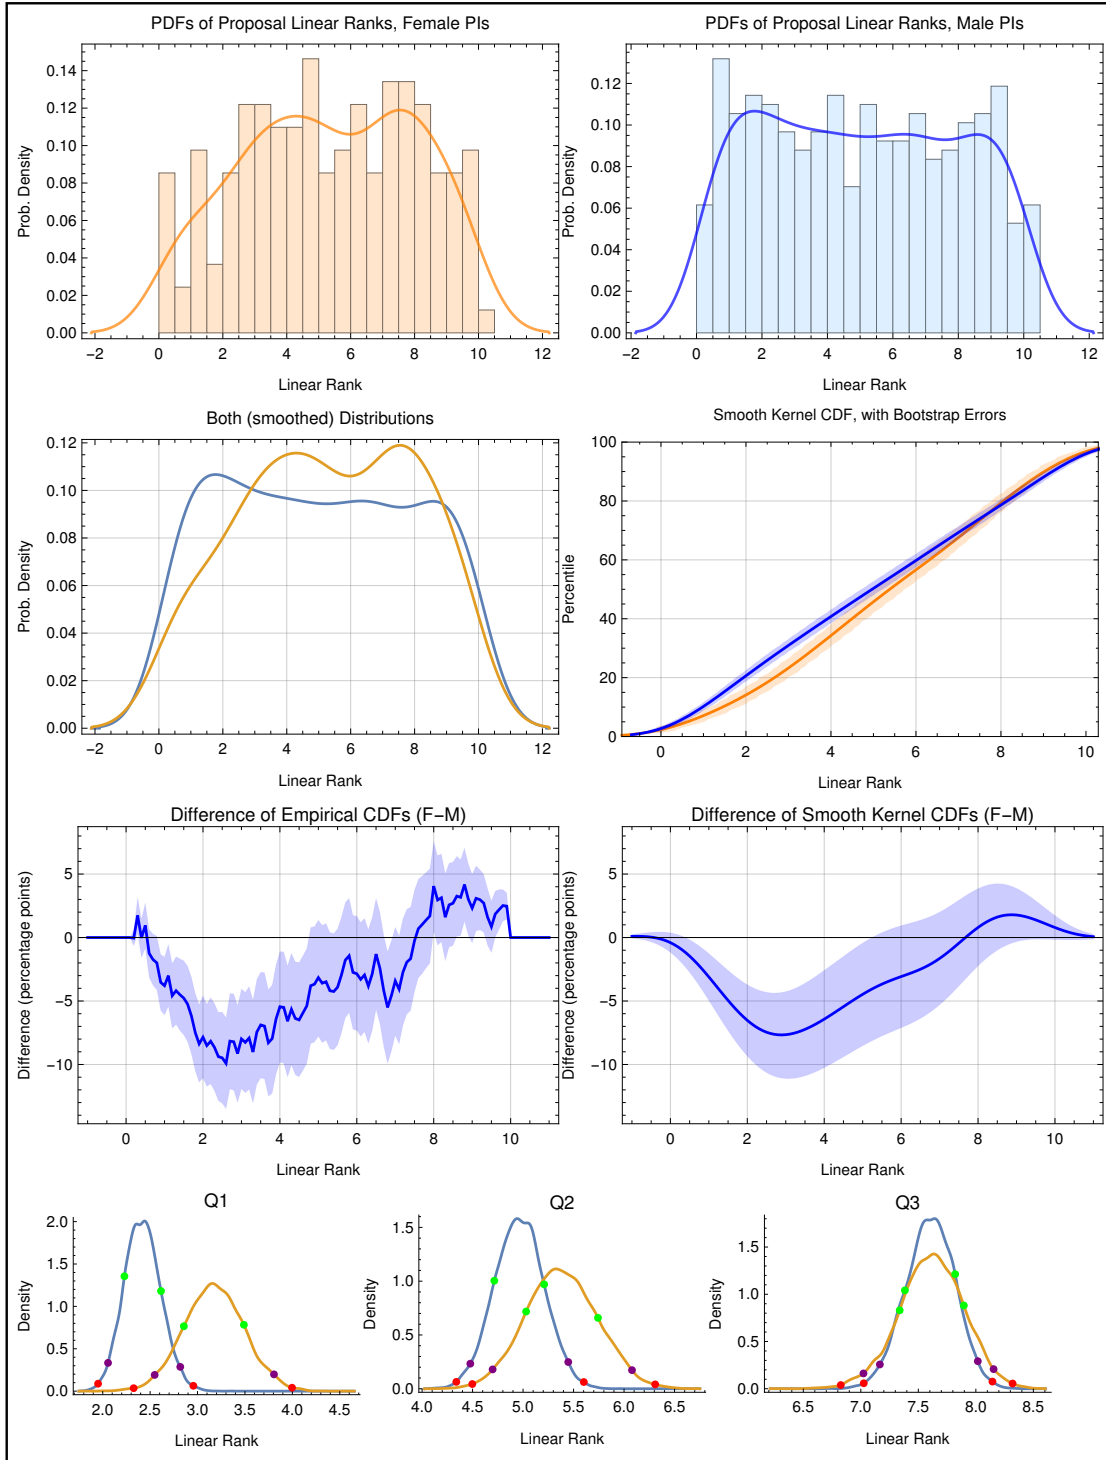 PDFs of Proposal Linear Ranks, Female PIs
Prob. Density
0.14
0.12
0.10
0.08
0.06
0.04
0.02
0.00
−2 0 2 4 6 8 10 12
Linear Rank
PDFs of Proposal Linear Ranks, Male PIs
Prob. Density
0.12
0.10
0.08
0.06
0.04
0.02
0.00
−2 0 2 4 6 8 10 12
Linear Rank
Both (smoothed) Distributions
Prob. Density
0.12
0.10
0.08
0.06
0.04
0.02
0.00
−2 0 2 4 6 8 10 12
Linear Rank
Smooth Kernel CDF, with Bootstrap Errors
Percentile
100
80
60
40
20
0
0 2 4 6 8 10
Linear Rank
Difference of Empirical CDFs (F−M)
Difference (percentage points)
5
0
−5
−10
0 2 4 6 8 10
Linear Rank
Difference of Smooth Kernel CDFs (F−M)
Difference (percentage points)
5
0
−5
−10
0 2 4 6 8 10
Linear Rank
Q1
Density
2.0
1.5
1.0
0.5
0.0
2.0 2.5 3.0 3.5 4.0 4.5
Linear Rank
Q2
Density
1.5
1.0
0.5
0.0
4.0 4.5 5.0 5.5 6.0 6.5
Linear Rank
Q3
Density
1.5
1.0
0.5
0.0
6.5 7.0 7.5 8.0 8.5
Linear Rank